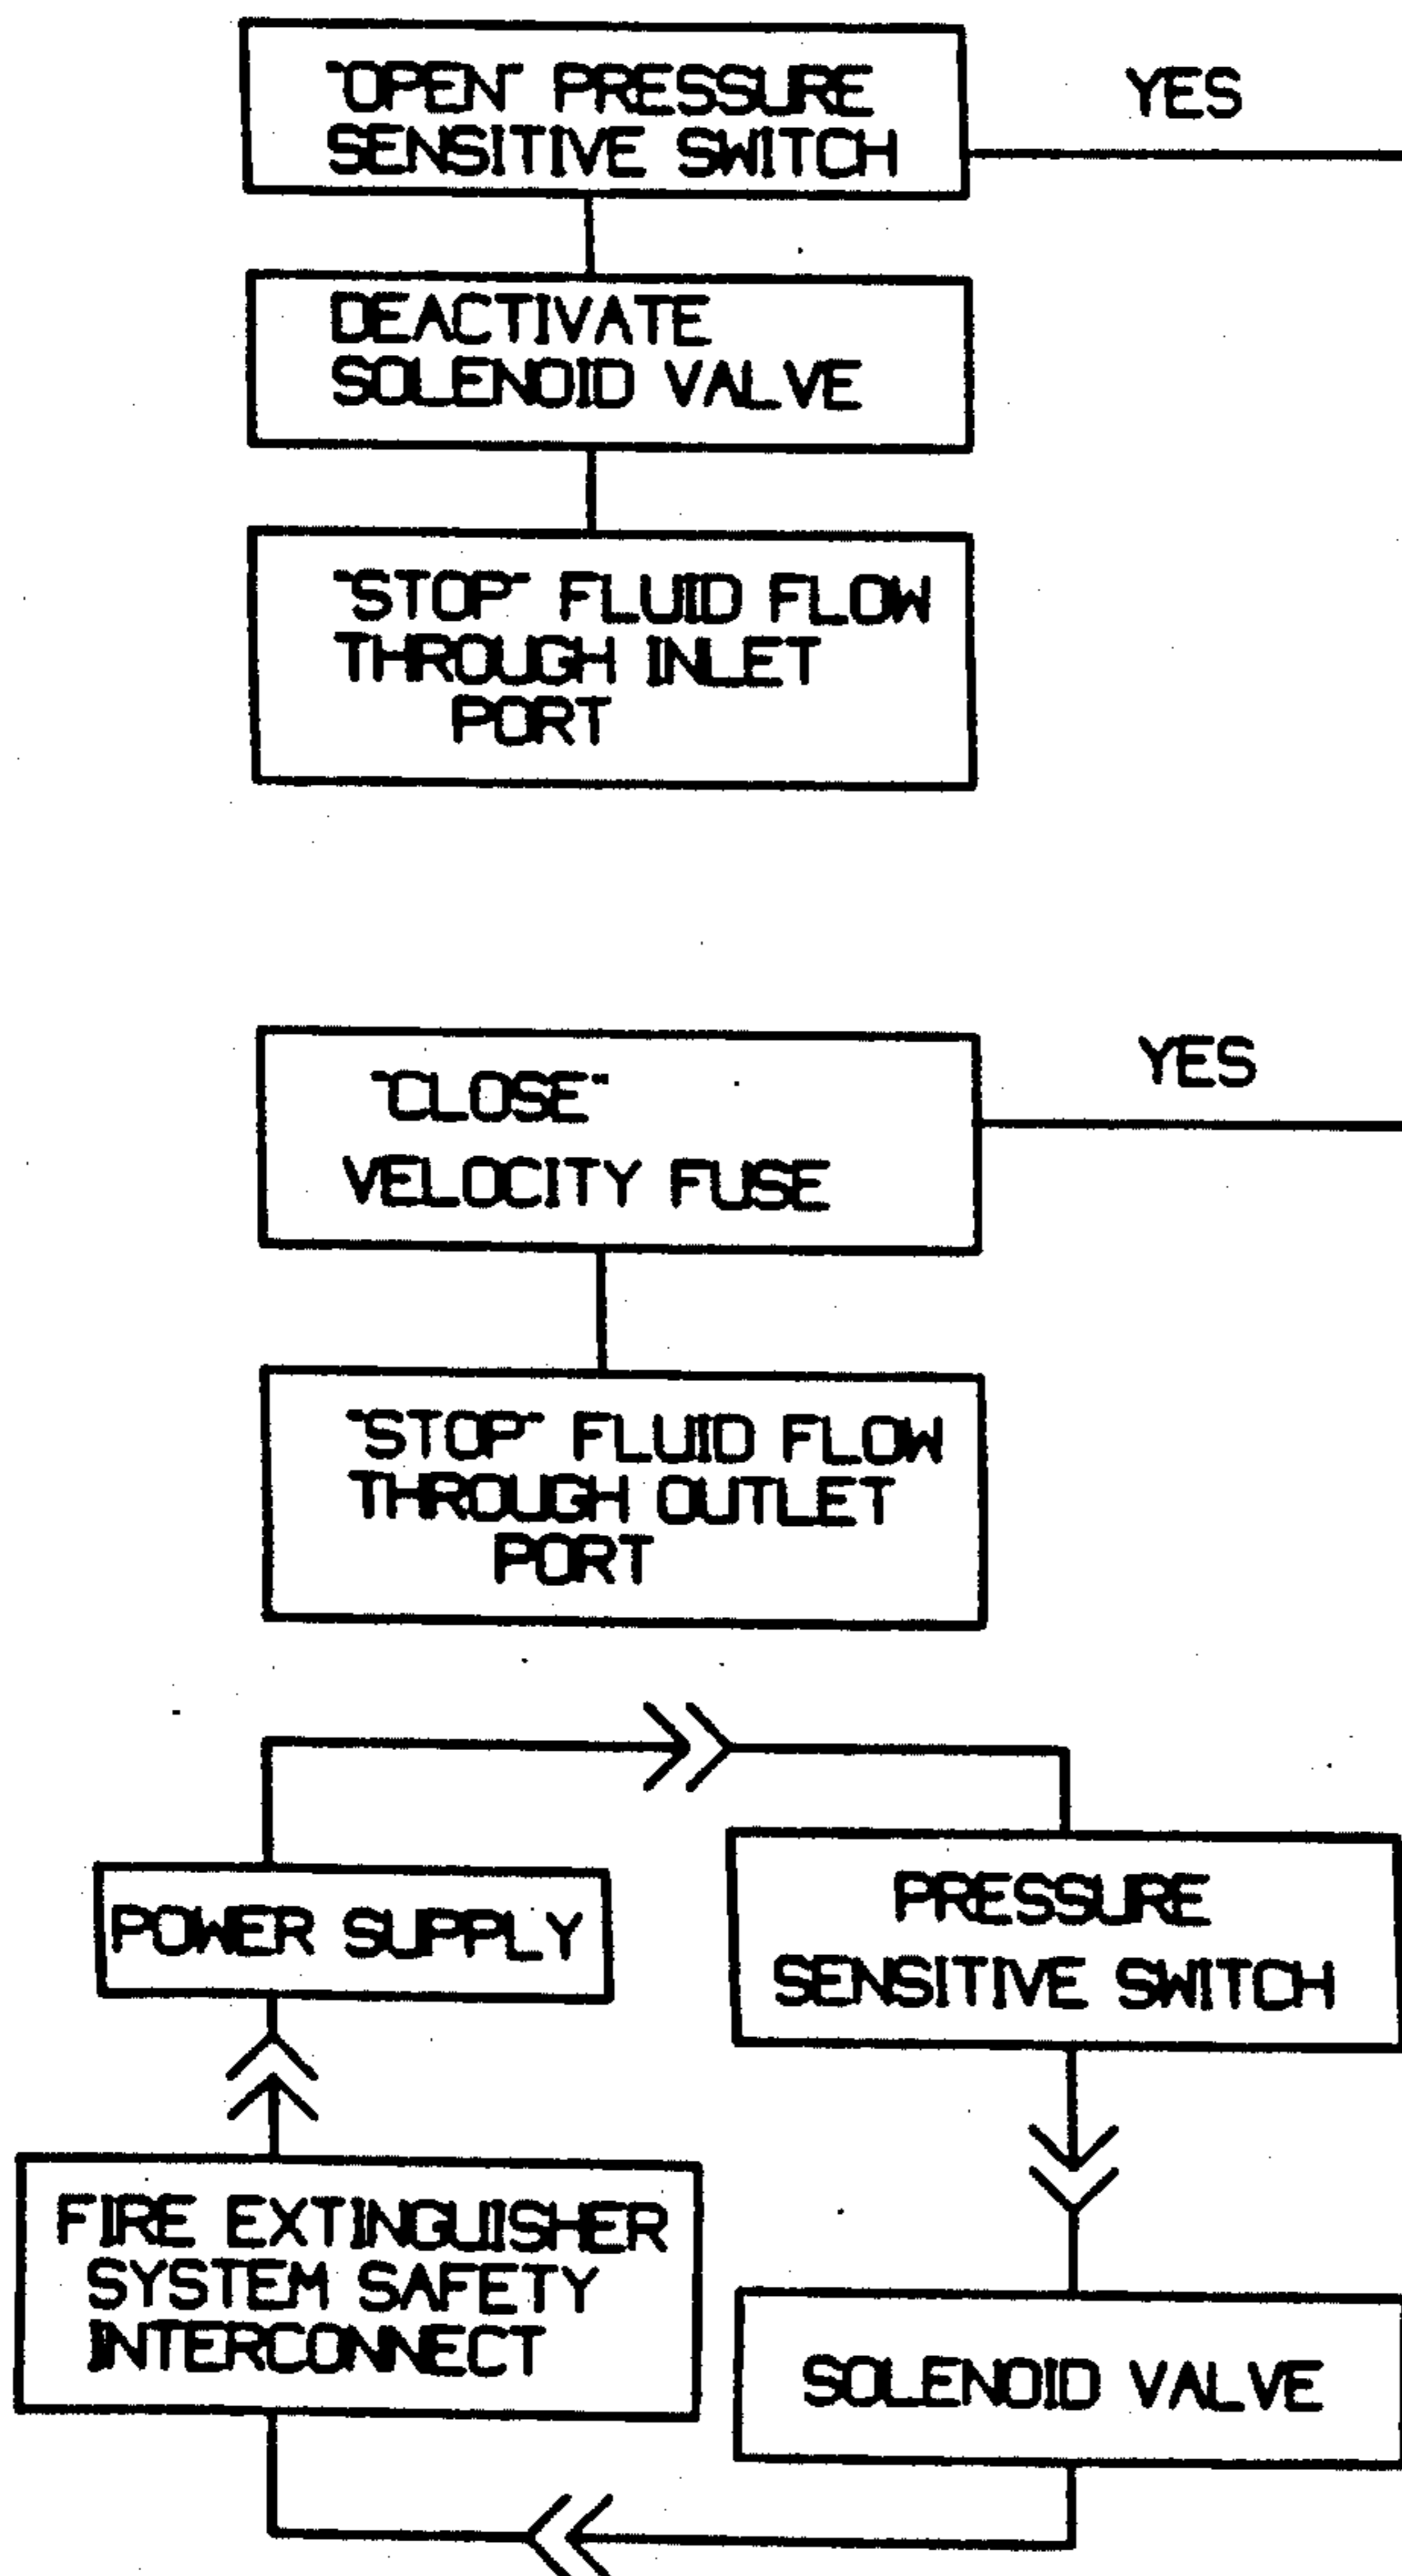 "OPEN" PRESSURE
SENSITIVE SWITCH
YES
DEACTIVATE
SOLENOID VALVE
"STOP" FLUID FLOW
THROUGH INLET
PORT
"CLOSE"
VELOCITY FUSE
YES
"STOP" FLUID FLOW
THROUGH OUTLET
PORT
POWER SUPPLY
PRESSURE
SENSITIVE SWITCH
FIRE EXTINGUISHER
SYSTEM SAFETY
INTERCONNECT
SOLENOID VALVE